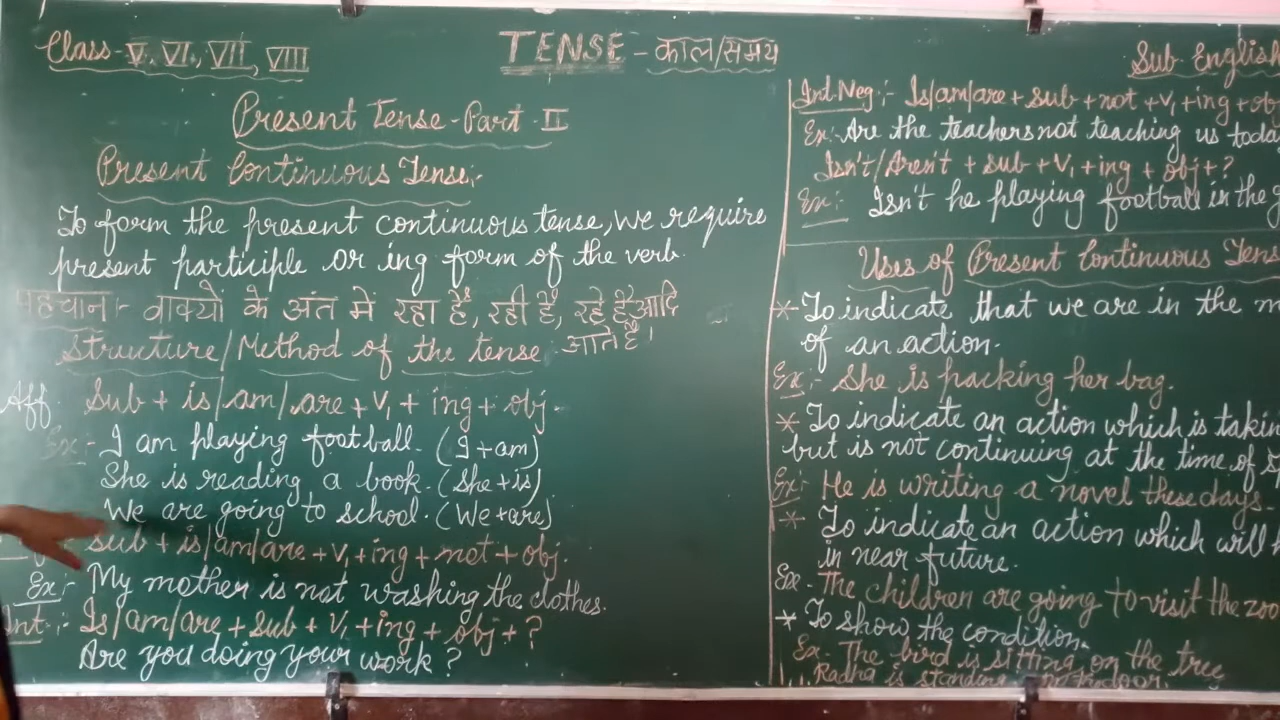 Class - V, VI, VII, VIII
TENSE - काल/समय
Sub. English
Present Tense - Part - II
Present Continuous Tense:-
To form the present continuous tense, we require
present participle or ing form of the verb.
पहचान:- वाक्यों के अंत में रहा है, रही है, रहे हैं आदि
आते हैं।
Structure/Method of the tense
Aff. Sub + is/am/are + V1 + ing + obj.
Ex:- I am playing football. (I + am)
She is reading a book. (She + is)
We are going to school. (We + are)
Sub + is/am/are + V1 + ing + not + obj.
Ex:- My mother is not washing the clothes.
Int:- Is/am/are + Sub + V1 + ing + obj + ?
Are you doing your work ?
Int. Neg:- Is/am/are + sub + not + V1 + ing + ob
Ex:- Are the teachers not teaching us toda
Isn't/Aren't + sub + V1 + ing + obj + ?
Ex:- Isn't he playing football in the g
Uses of Present Continuous Tens
* To indicate that we are in the m
of an action.
Ex:- She is packing her bag.
* To indicate an action which is takin
but is not continuing at the time of sp
Ex:- He is writing a novel these days.
* To indicate an action which will
in near future.
Ex - The children are going to visit the zoo
* To show the condition.
Ex - The bird is sitting on the tree
Radha is standing door.